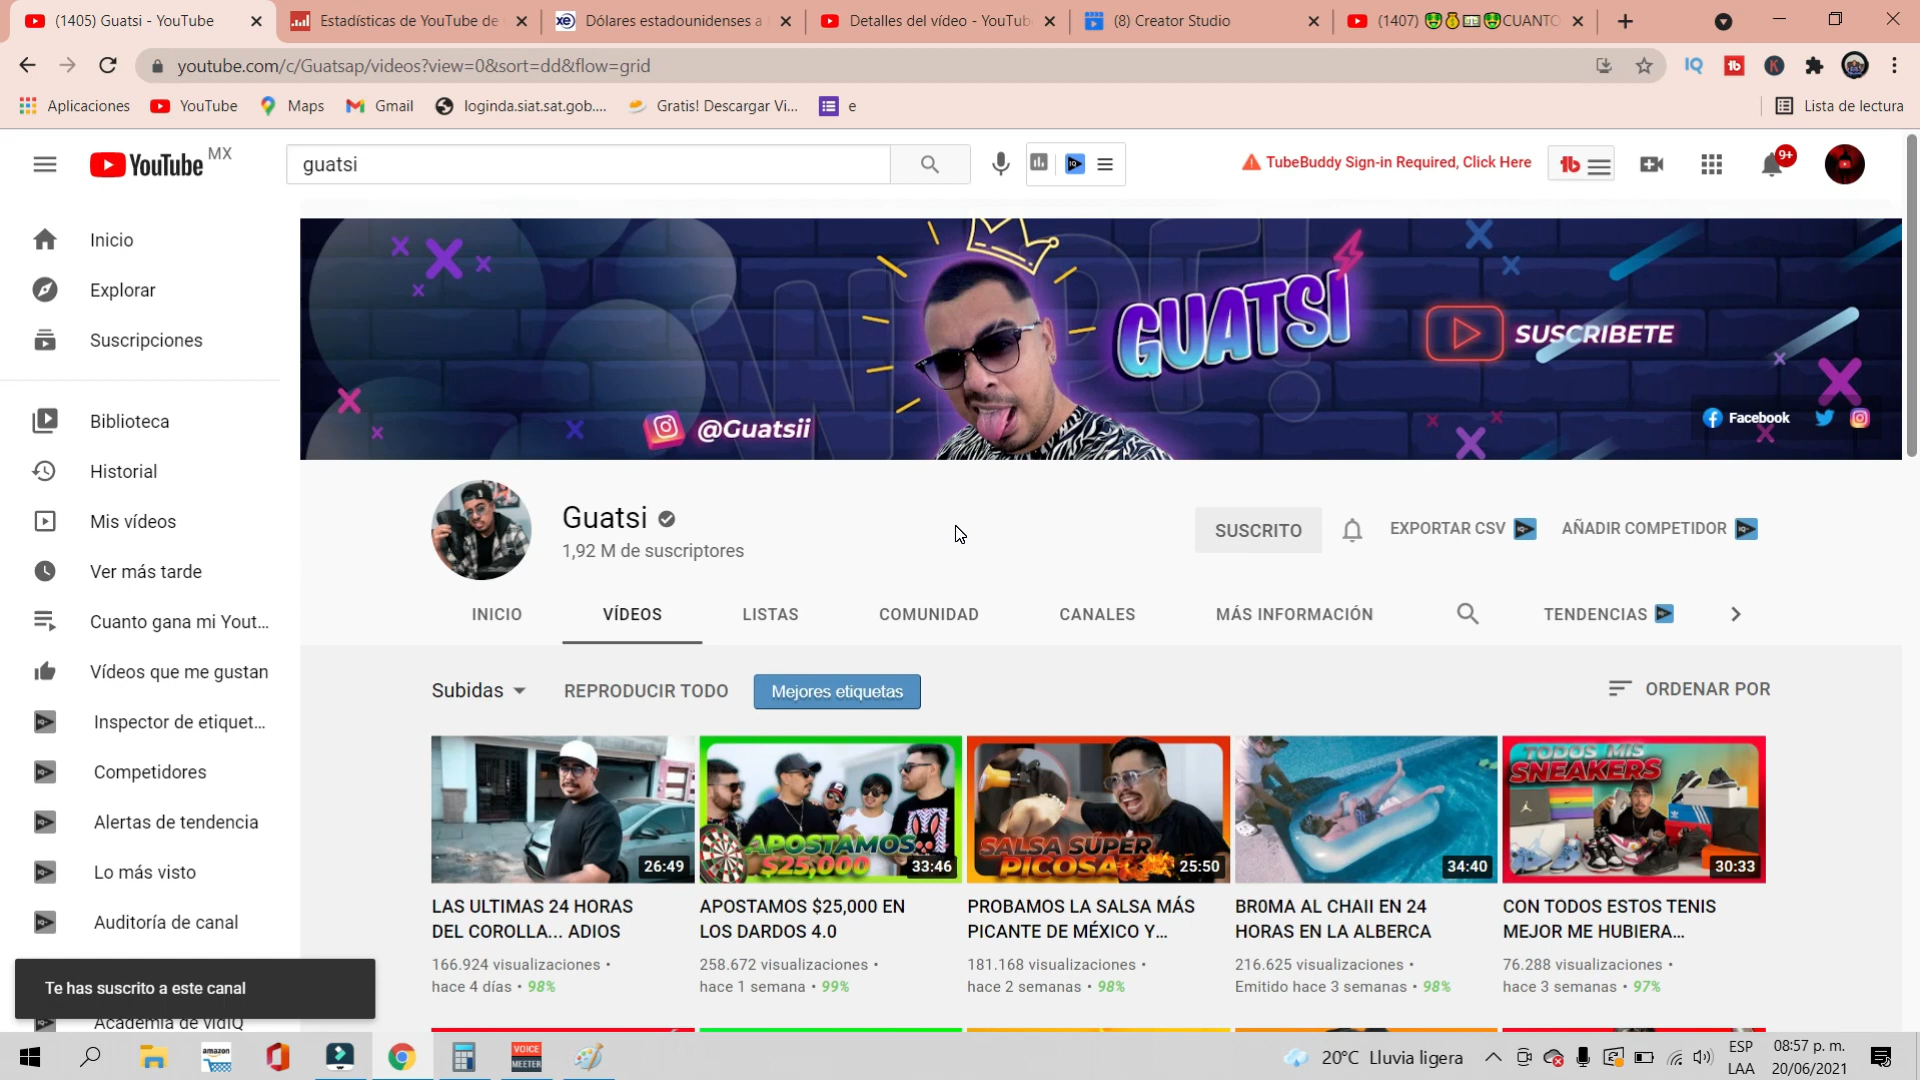 (1405) Guatsi - YouTube
Estadísticas de YouTube de
Dólares estadounidenses a
Detalles del vídeo - YouTub
(8) Creator Studio
(1407) 🤑💰💵🤑CUANTO
youtube.com/c/Guatsap/videos?view=0&sort=dd&flow=grid
Aplicaciones
YouTube
Maps
Gmail
loginda.siat.sat.gob....
Gratis! Descargar Vi...
e
Lista de lectura
YouTube MX
guatsi
TubeBuddy Sign-in Required, Click Here
9+
Inicio
Explorar
Suscripciones
Biblioteca
Historial
Mis vídeos
Ver más tarde
Cuanto gana mi Yout...
Vídeos que me gustan
Inspector de etiquet...
Competidores
Alertas de tendencia
Lo más visto
Auditoría de canal
Academia de vidIQ
Te has suscrito a este canal
GUATSI
SUSCRIBETE
@Guatsii
Facebook
Guatsi
1,92 M de suscriptores
SUSCRITO
EXPORTAR CSV
AÑADIR COMPETIDOR
INICIO
VÍDEOS
LISTAS
COMUNIDAD
CANALES
MÁS INFORMACIÓN
TENDENCIAS
Subidas
REPRODUCIR TODO
Mejores etiquetas
ORDENAR POR
26:49
APOSTAMOS
$25,000
33:46
SALSA SÚPER
PICOSA
25:50
34:40
TODOS MIS
SNEAKERS
30:33
LAS ULTIMAS 24 HORAS
DEL COROLLA... ADIOS
166.924 visualizaciones •
hace 4 días • 98%
APOSTAMOS $25,000 EN
LOS DARDOS 4.0
258.672 visualizaciones •
hace 1 semana • 99%
PROBAMOS LA SALSA MÁS
PICANTE DE MÉXICO Y...
181.168 visualizaciones •
hace 2 semanas • 98%
BR0MA AL CHAII EN 24
HORAS EN LA ALBERCA
216.625 visualizaciones •
Emitido hace 3 semanas • 98%
CON TODOS ESTOS TENIS
MEJOR ME HUBIERA...
76.288 visualizaciones •
hace 3 semanas • 97%
amazon
VOICE
MEETER
20°C Lluvia ligera
ESP
LAA
08:57 p. m.
20/06/2021